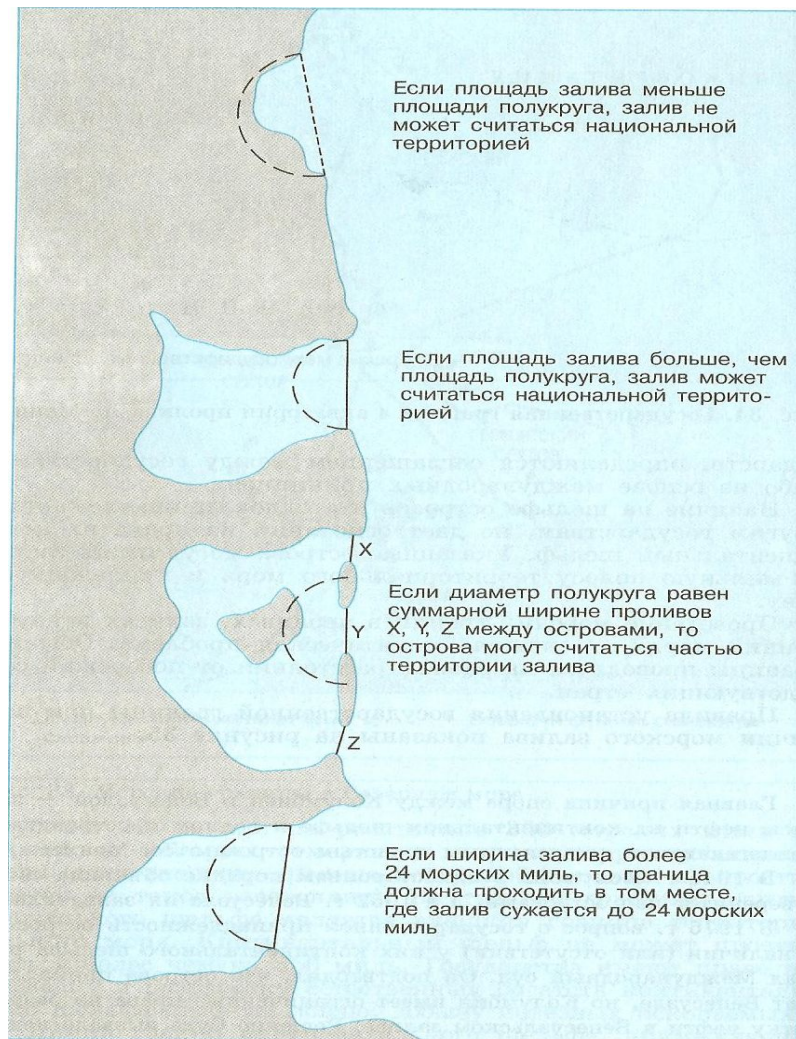 Если площадь залива меньше
площади полукруга, залив не
может считаться национальной
территорией
Если площадь залива больше, чем
площадь полукруга, залив может
считаться национальной территo-
рией
X
Если диаметр полукруга равен
суммарной ширине проливов
X, Y, Z между островами, то
острова могут считаться частью
территории залива
Y
Z
Если ширина залива более
24 морских миль, то граница
должна проходить в том месте,
где залив сужается до 24 морских
миль